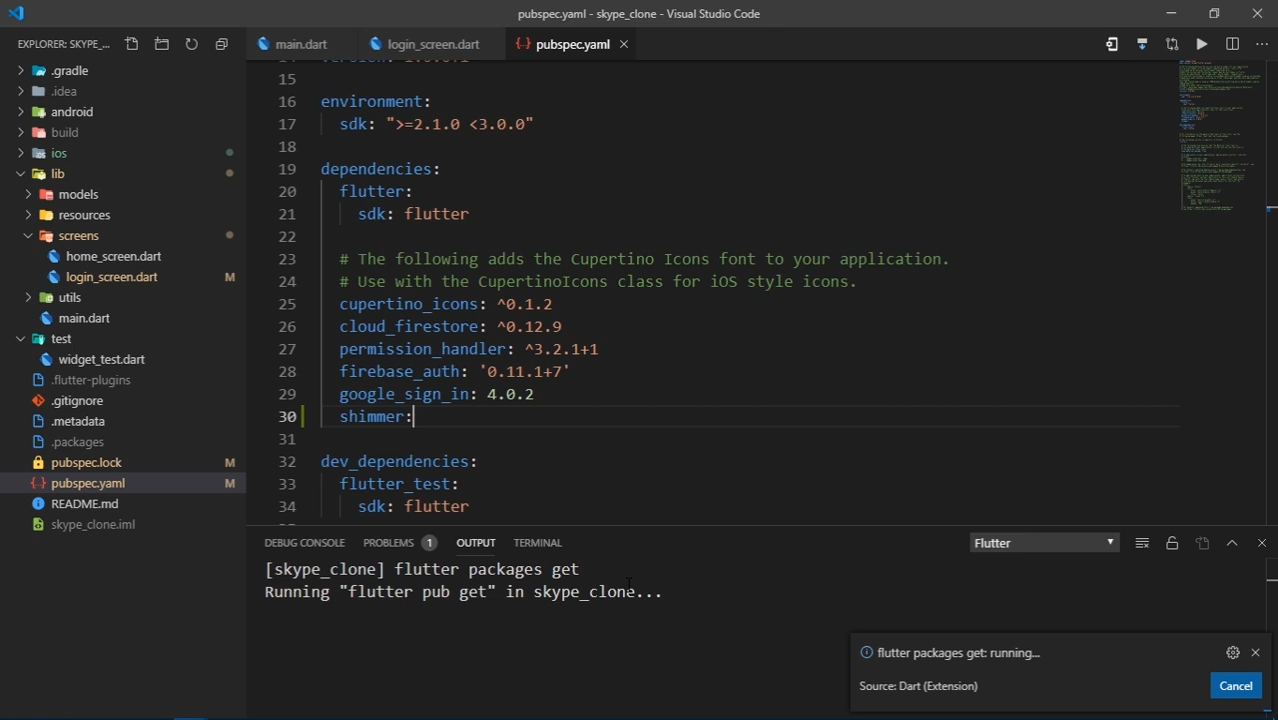 pubspec.yaml - skype_clone - Visual Studio Code
EXPLORER: SKYPE_...
main.dart
login_screen.dart
pubspec.yaml
.gradle
.idea
android
build
ios
lib
models
resources
screens
home_screen.dart
login_screen.dart M
utils
main.dart
test
widget_test.dart
.flutter-plugins
.gitignore
.metadata
.packages
pubspec.lock M
pubspec.yaml M
README.md
skype_clone.iml
15
16 environment:
17 sdk: ">=2.1.0 <3.0.0"
18
19 dependencies:
20 flutter:
21 sdk: flutter
22
23 # The following adds the Cupertino Icons font to your application.
24 # Use with the CupertinoIcons class for iOS style icons.
25 cupertino_icons: ^0.1.2
26 cloud_firestore: ^0.12.9
27 permission_handler: ^3.2.1+1
28 firebase_auth: '0.11.1+7'
29 google_sign_in: 4.0.2
30 shimmer:
31
32 dev_dependencies:
33 flutter_test:
34 sdk: flutter
DEBUG CONSOLE PROBLEMS 1 OUTPUT TERMINAL Flutter
[skype_clone] flutter packages get
Running "flutter pub get" in skype_clone...
flutter packages get: running...
Source: Dart (Extension) Cancel